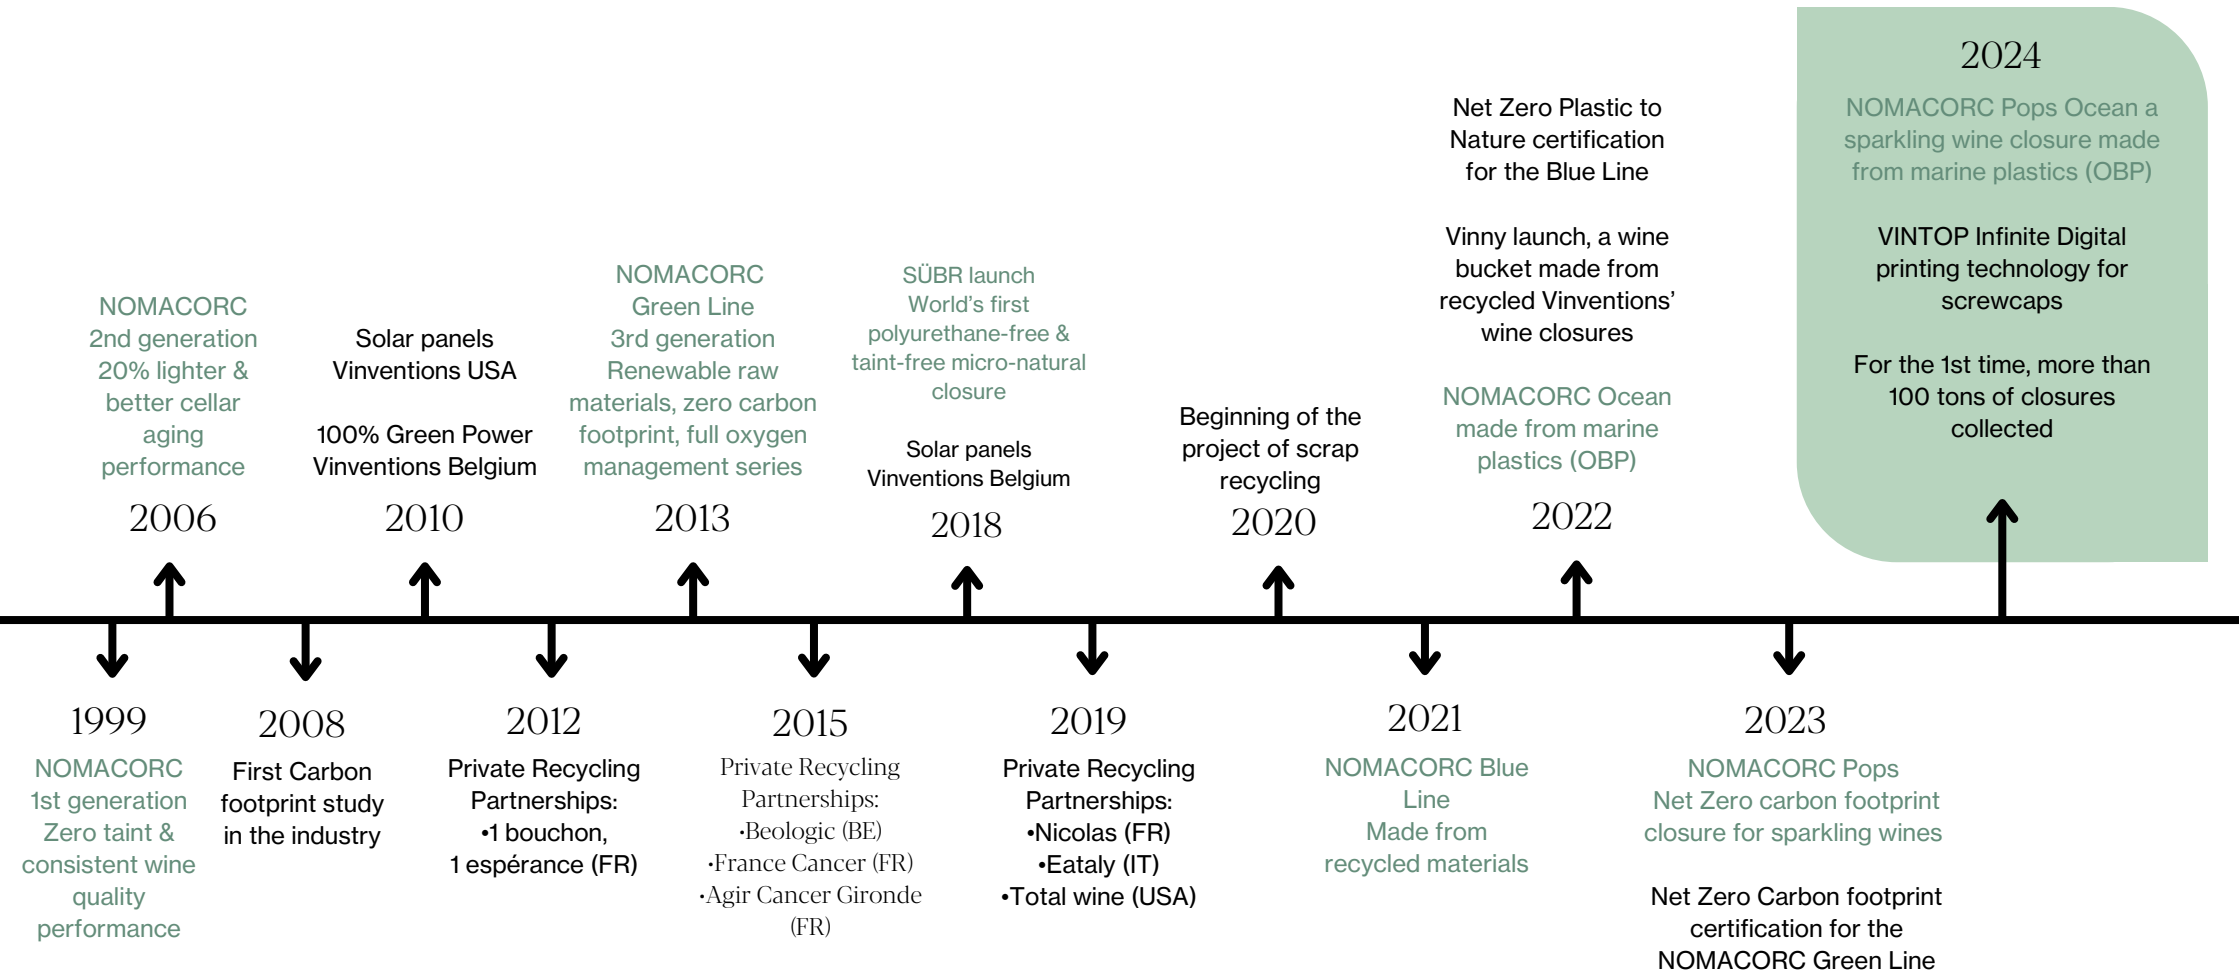 NOMACORC
2nd generation
20% lighter &
better cellar
aging
performance
2006
Solar panels
Vinventions USA
100% Green Power
Vinventions Belgium
2010
NOMACORC
Green Line
3rd generation
Renewable raw
materials, zero carbon
footprint, full oxygen
management series
2013
SÜBR launch
World’s first
polyurethane-free &
taint-free micro-natural
closure
Solar panels
Vinventions Belgium
2018
Beginning of the
project of scrap
recycling
2020
Net Zero Plastic to
Nature certification
for the Blue Line
Vinny launch, a wine
bucket made from
recycled Vinventions’
wine closures
NOMACORC Ocean
made from marine
plastics (OBP)
2022
2024
NOMACORC Pops Ocean a
sparkling wine closure made
from marine plastics (OBP)
VINTOP Infinite Digital
printing technology for
screwcaps
For the 1st time, more than
100 tons of closures
collected
1999
NOMACORC
1st generation
Zero taint &
consistent wine
quality
performance
2008
First Carbon
footprint study
in the industry
2012
Private Recycling
Partnerships:
•1 bouchon,
1 espérance (FR)
2015
Private Recycling
Partnerships:
•Beologic (BE)
•France Cancer (FR)
•Agir Cancer Gironde
(FR)
2019
Private Recycling
Partnerships:
•Nicolas (FR)
•Eataly (IT)
•Total wine (USA)
2021
NOMACORC Blue
Line
Made from
recycled materials
2023
NOMACORC Pops
Net Zero carbon footprint
closure for sparkling wines
Net Zero Carbon footprint
certification for the
NOMACORC Green Line